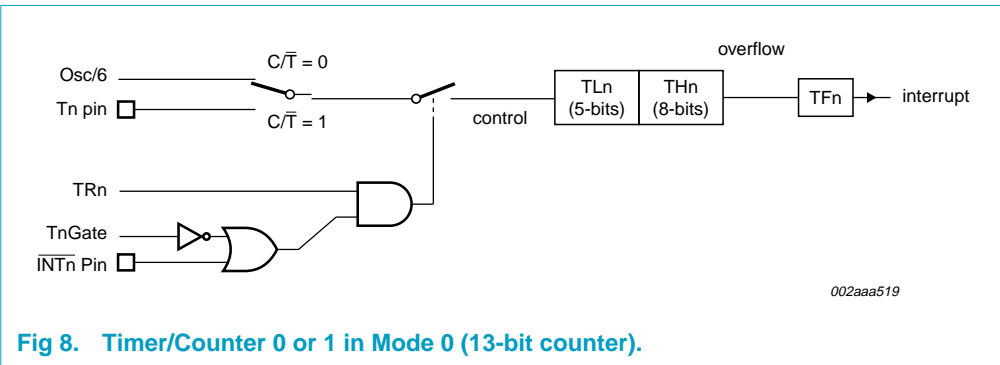 overflow
C/T̅ = 0
Osc/6
Tn pin
C/T̅ = 1
control
TLn
(5-bits)
THn
(8-bits)
TFn
interrupt
TRn
TnGate
I̅N̅T̅n̅ Pin
002aaa519
Fig 8. Timer/Counter 0 or 1 in Mode 0 (13-bit counter).